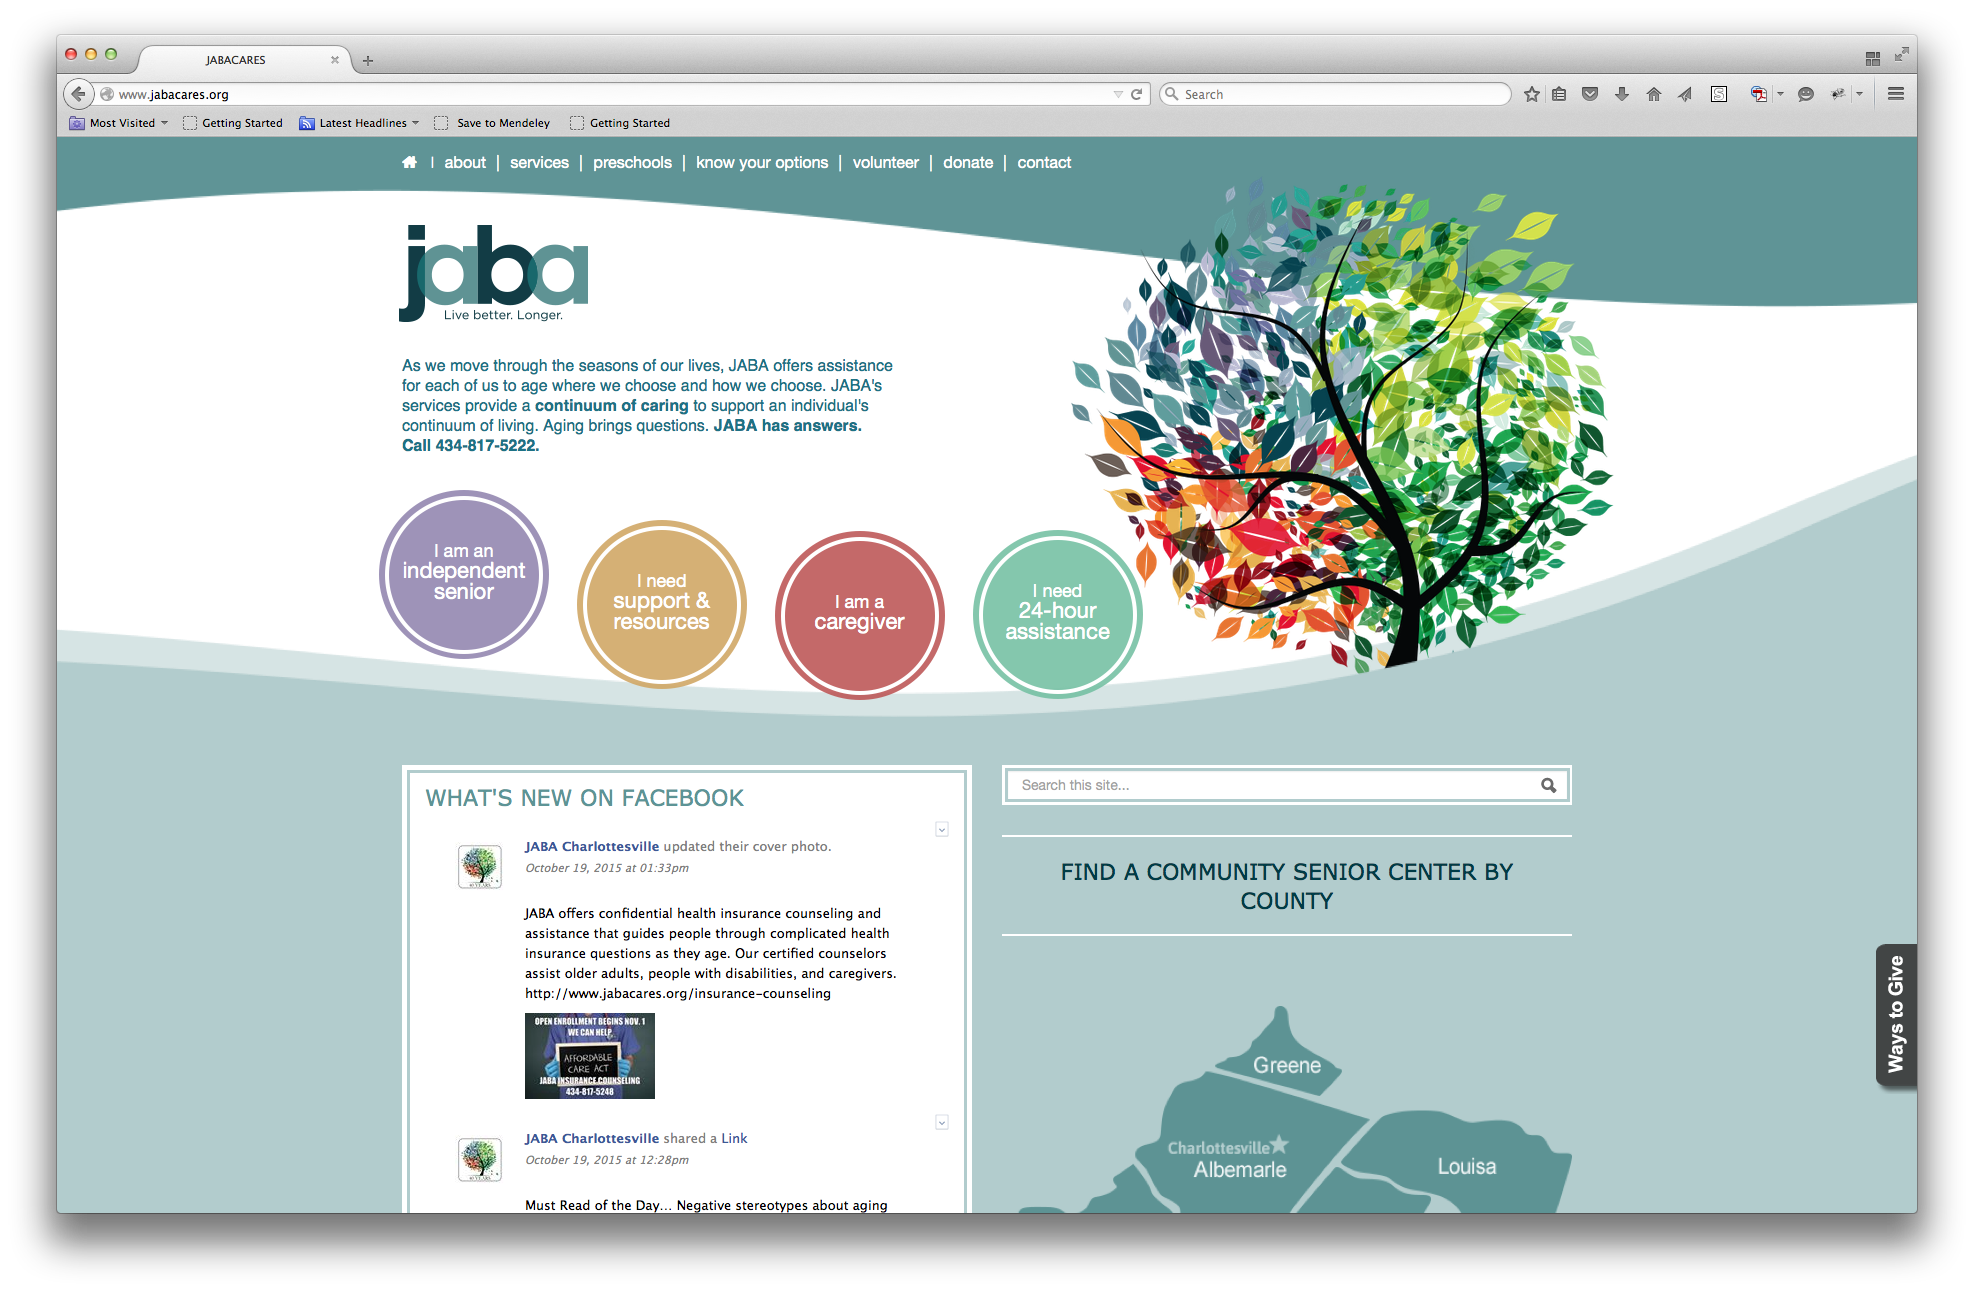 JABACARES
www.jabacares.org
Search
Most Visited
Getting Started
Latest Headlines
Save to Mendeley
Getting Started
about | services | preschools | know your options | volunteer | donate | contact
jaba
Live better. Longer.
As we move through the seasons of our lives, JABA offers assistance
for each of us to age where we choose and how we choose. JABA's
services provide a continuum of caring to support an individual's
continuum of living. Aging brings questions. JABA has answers.
Call 434-817-5222.
I am an
independent
senior
I need
support &
resources
I am a
caregiver
I need
24-hour
assistance
WHAT'S NEW ON FACEBOOK
JABA Charlottesville updated their cover photo.
October 19, 2015 at 01:33pm
JABA offers confidential health insurance counseling and
assistance that guides people through complicated health
insurance questions as they age. Our certified counselors
assist older adults, people with disabilities, and caregivers.
http://www.jabacares.org/insurance-counseling
OPEN ENROLLMENT BEGINS NOV. 1
WE CAN HELP.
AFFORDABLE
CARE ACT
JABA INSURANCE COUNSELING
434-817-5248
JABA Charlottesville shared a Link
October 19, 2015 at 12:28pm
Must Read of the Day... Negative stereotypes about aging
Search this site...
FIND A COMMUNITY SENIOR CENTER BY
COUNTY
Greene
Charlottesville
Albemarle
Louisa
Ways to Give